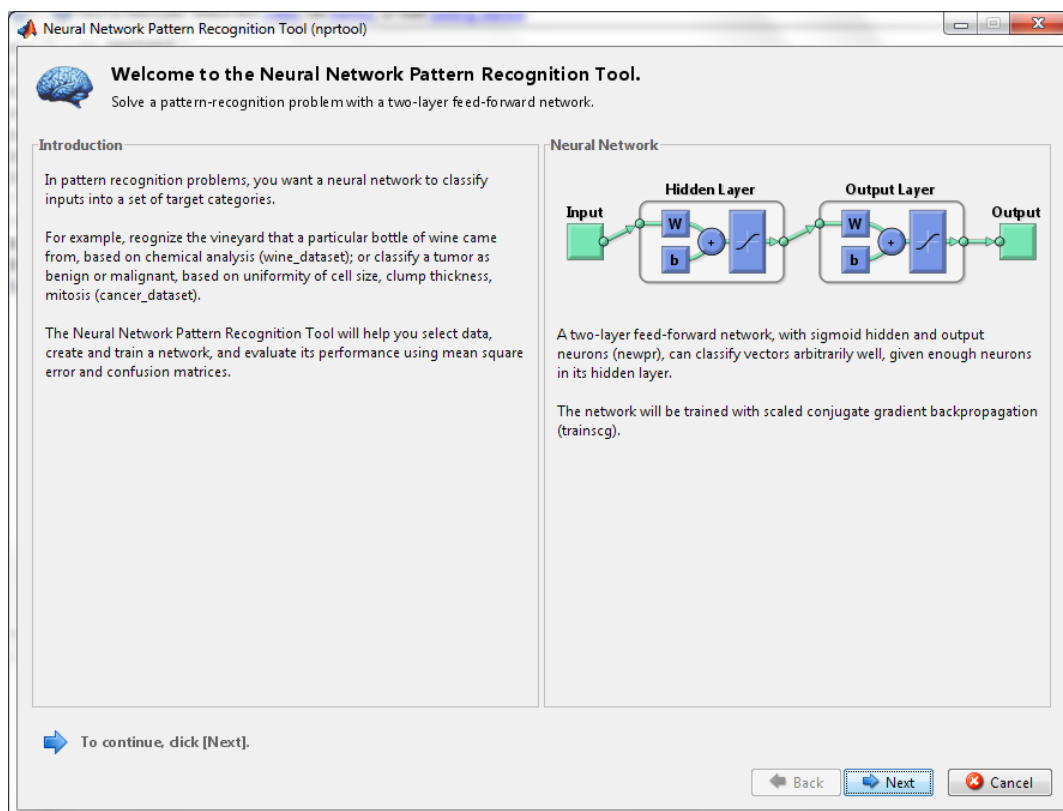 Neural Network Pattern Recognition Tool (nprtool)
Welcome to the Neural Network Pattern Recognition Tool.
Solve a pattern-recognition problem with a two-layer feed-forward network.
Introduction
In pattern recognition problems, you want a neural network to classify
inputs into a set of target categories.
For example, reognize the vineyard that a particular bottle of wine came
from, based on chemical analysis (wine_dataset); or classify a tumor as
benign or malignant, based on uniformity of cell size, clump thickness,
mitosis (cancer_dataset).
The Neural Network Pattern Recognition Tool will help you select data,
create and train a network, and evaluate its performance using mean square
error and confusion matrices.
Neural Network
Hidden Layer
Output Layer
Input
Output
W
b
+
W
b
+
A two-layer feed-forward network, with sigmoid hidden and output
neurons (newpr), can classify vectors arbitrarily well, given enough neurons
in its hidden layer.
The network will be trained with scaled conjugate gradient backpropagation
(trainscg).
To continue, click [Next].
Back
Next
Cancel